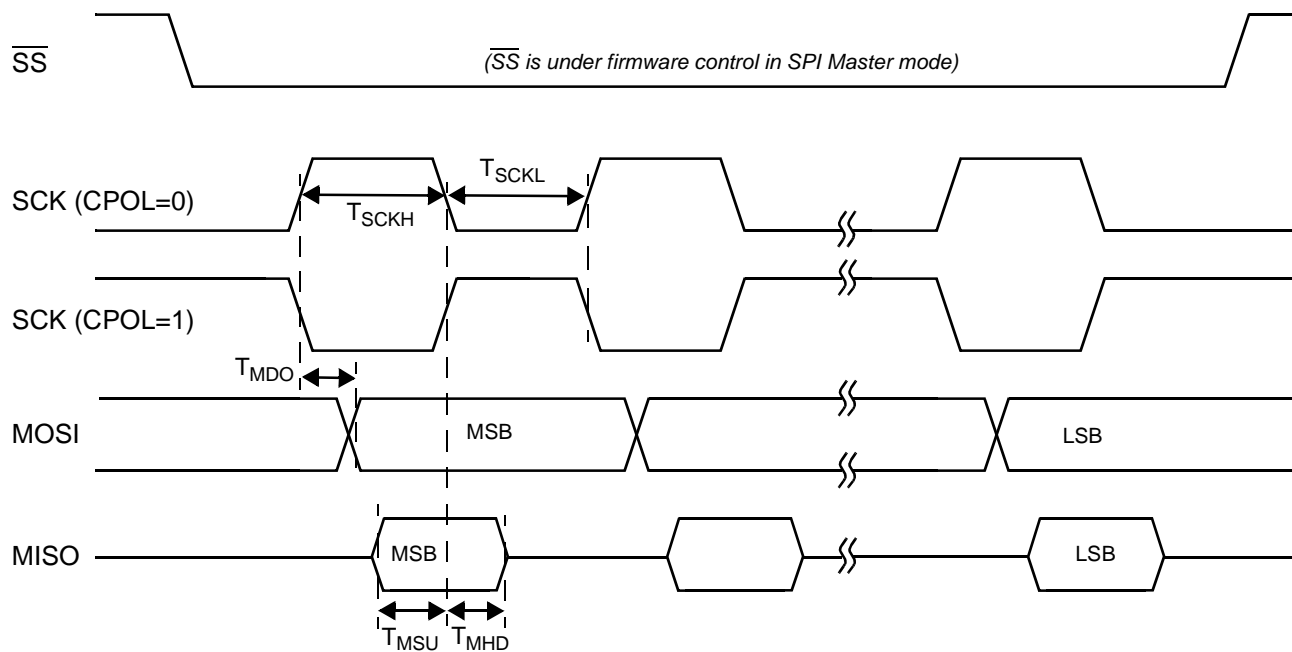 SS
(SS is under firmware control in SPI Master mode)
SCK (CPOL=0)
TSCKH
TSCKL
SCK (CPOL=1)
TMDO
MOSI
MSB
LSB
MISO
MSB
LSB
TMSU
TMHD